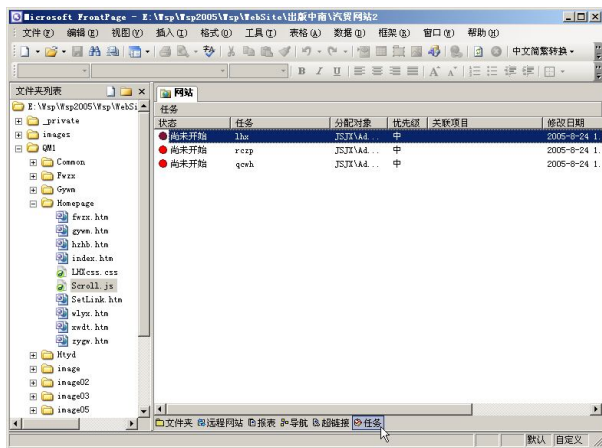 Microsoft FrontPage - E:\Wsp\Wsp2005\Wsp\WebSite\出版中南\汽贸网站2
文件(F) 编辑(E) 视图(V) 插入(I) 格式(O) 工具(T) 表格(A) 数据(D) 框架(R) 窗口(W) 帮助(H)
中文简繁转换
B I U A A
文件夹列表
网站
E:\Wsp\Wsp2005\Wsp\WebSi
任务
状态 任务 分配对象 优先级 关联项目 修改日期
_private
尚未开始 lhx JSJX\Ad... 中 2005-8-24 1.
images
尚未开始 rczp JSJX\Ad... 中 2005-8-24 1.
QM1
尚未开始 qcwh JSJX\Ad... 中 2005-8-24 1.
Common
Fwzx
Gywm
Homepage
fwzx.htm
gywm.htm
hzhb.htm
index.htm
LHXcss.css
Scroll.js
SetLink.htm
wlyx.htm
xwdt.htm
zygw.htm
Htyd
image
image02
image03
image05
文件夹 远程网站 报表 导航 超链接 任务
默认 自定义